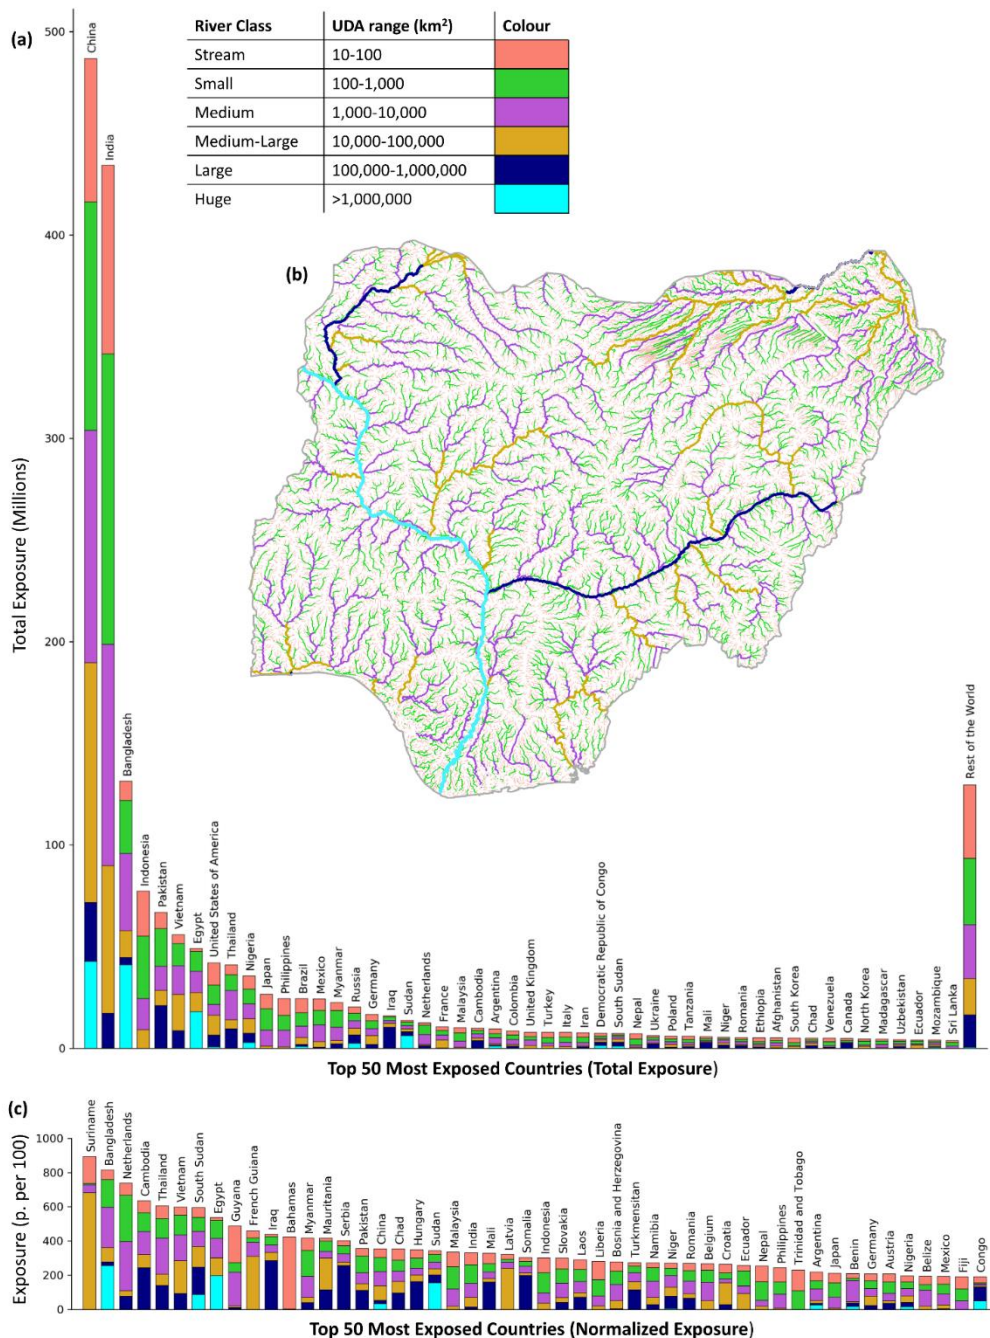 (a)
River Class UDA range (km²) Colour
Stream 10-100
Small 100-1,000
Medium 1,000-10,000
Medium-Large 10,000-100,000
Large 100,000-1,000,000
Huge >1,000,000
(b)
Total Exposure (Millions)
500
400
300
200
100
0
China
India
Bangladesh
Indonesia
Pakistan
Vietnam
Egypt
United States of America
Thailand
Nigeria
Japan
Philippines
Brazil
Mexico
Myanmar
Russia
Germany
Iraq
Sudan
Netherlands
France
Malaysia
Cambodia
Argentina
Colombia
United Kingdom
Turkey
Italy
Iran
Democratic Republic of Congo
South Sudan
Nepal
Ukraine
Poland
Tanzania
Mali
Niger
Romania
Ethiopia
Afghanistan
South Korea
Chad
Venezuela
Canada
North Korea
Madagascar
Uzbekistan
Ecuador
Mozambique
Sri Lanka
Rest of the World
Top 50 Most Exposed Countries (Total Exposure)
(c)
Exposure (p. per 100)
1000
800
600
400
200
0
Suriname
Bangladesh
Netherlands
Cambodia
Thailand
Vietnam
South Sudan
Egypt
Guyana
French Guiana
Iraq
Bahamas
Myanmar
Mauritania
Serbia
Pakistan
China
Chad
Hungary
Sudan
Malaysia
India
Mali
Latvia
Somalia
Indonesia
Slovakia
Laos
Liberia
Bosnia and Herzegovina
Turkmenistan
Namibia
Niger
Romania
Belgium
Croatia
Ecuador
Nepal
Philippines
Trinidad and Tobago
Argentina
Japan
Benin
Germany
Austria
Nigeria
Belize
Mexico
Fiji
Congo
Top 50 Most Exposed Countries (Normalized Exposure)